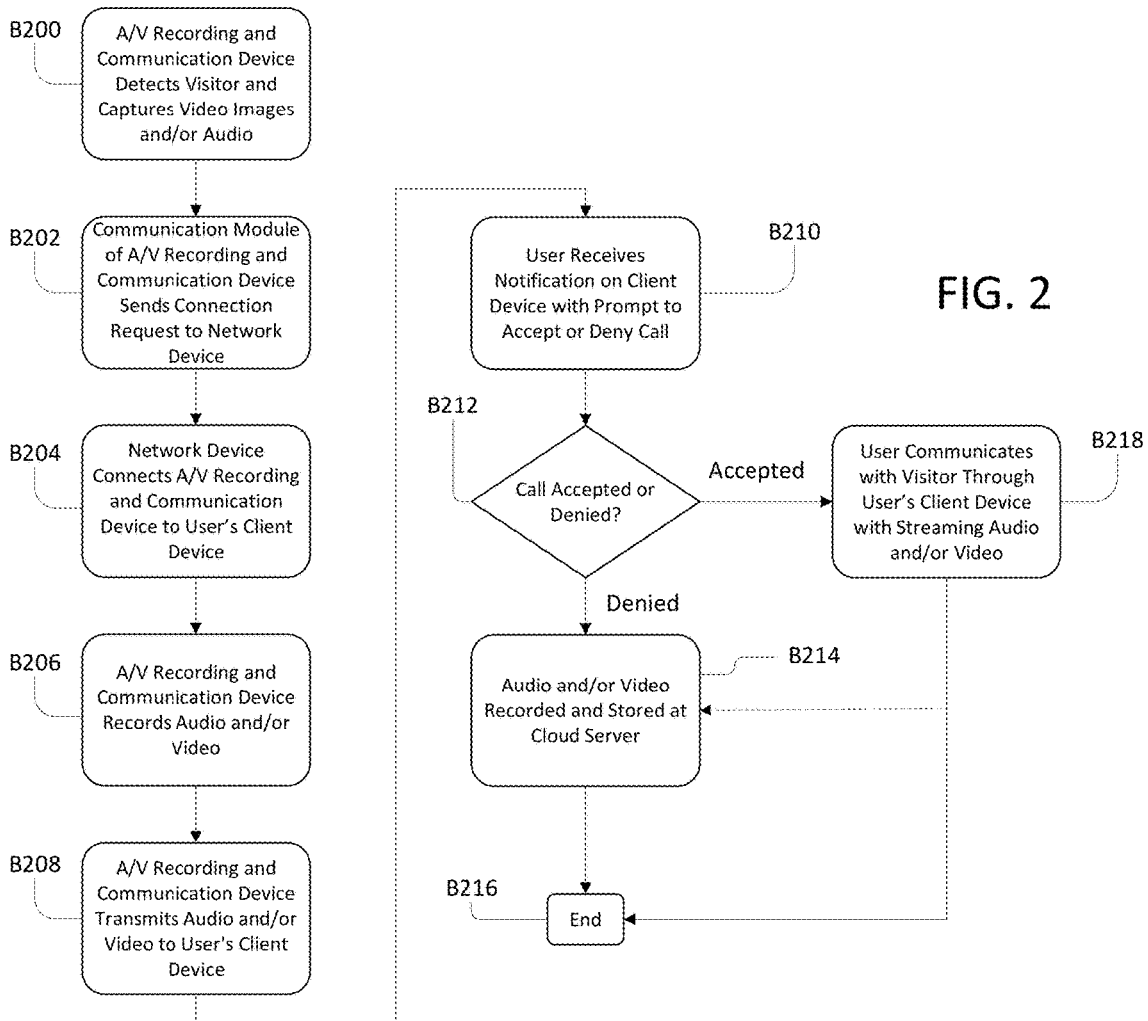 B200
A/V Recording and
Communication Device
Detects Visitor and
Captures Video Images
and/or Audio
B202
Communication Module
of A/V Recording and
Communication Device
Sends Connection
Request to Network
Device
B204
Network Device
Connects A/V Recording
and Communication
Device to User's Client
Device
B206
A/V Recording and
Communication Device
Records Audio and/or
Video
B208
A/V Recording and
Communication Device
Transmits Audio and/or
Video to User's Client
Device
B210
User Receives
Notification on Client
Device with Prompt to
Accept or Deny Call
FIG. 2
B212
Call Accepted or
Denied?
Accepted
B218
User Communicates
with Visitor Through
User's Client Device
with Streaming Audio
and/or Video
Denied
B214
Audio and/or Video
Recorded and Stored at
Cloud Server
B216
End